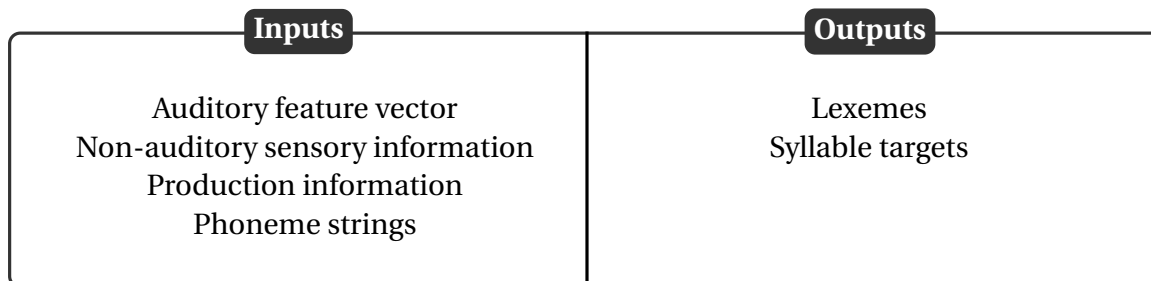 Inputs
Auditory feature vector
Non-auditory sensory information
Production information
Phoneme strings
Outputs
Lexemes
Syllable targets